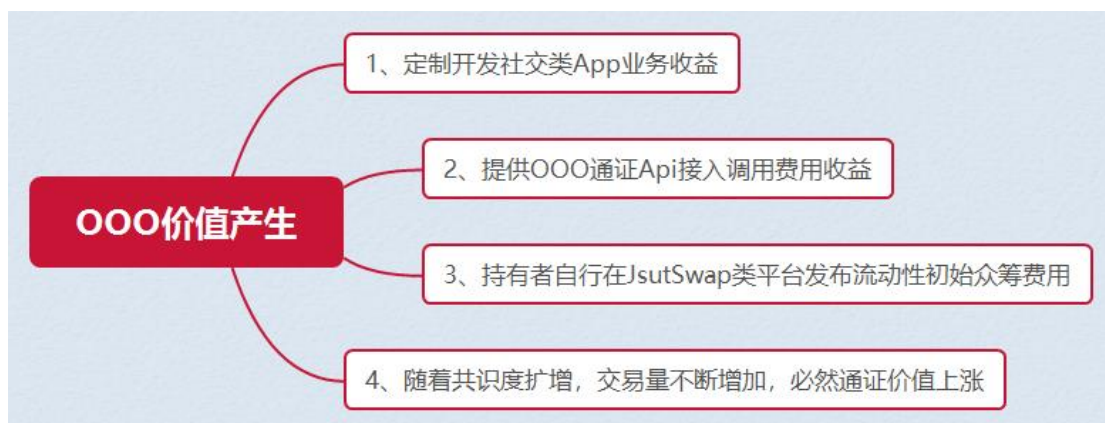 1、定制开发社交类App业务收益
2、提供OOO通证Api接入调用费用收益
OOO价值产生
3、持有者自行在JsutSwap类平台发布流动性初始众筹费用
4、随着共识度扩增，交易量不断增加，必然通证价值上涨